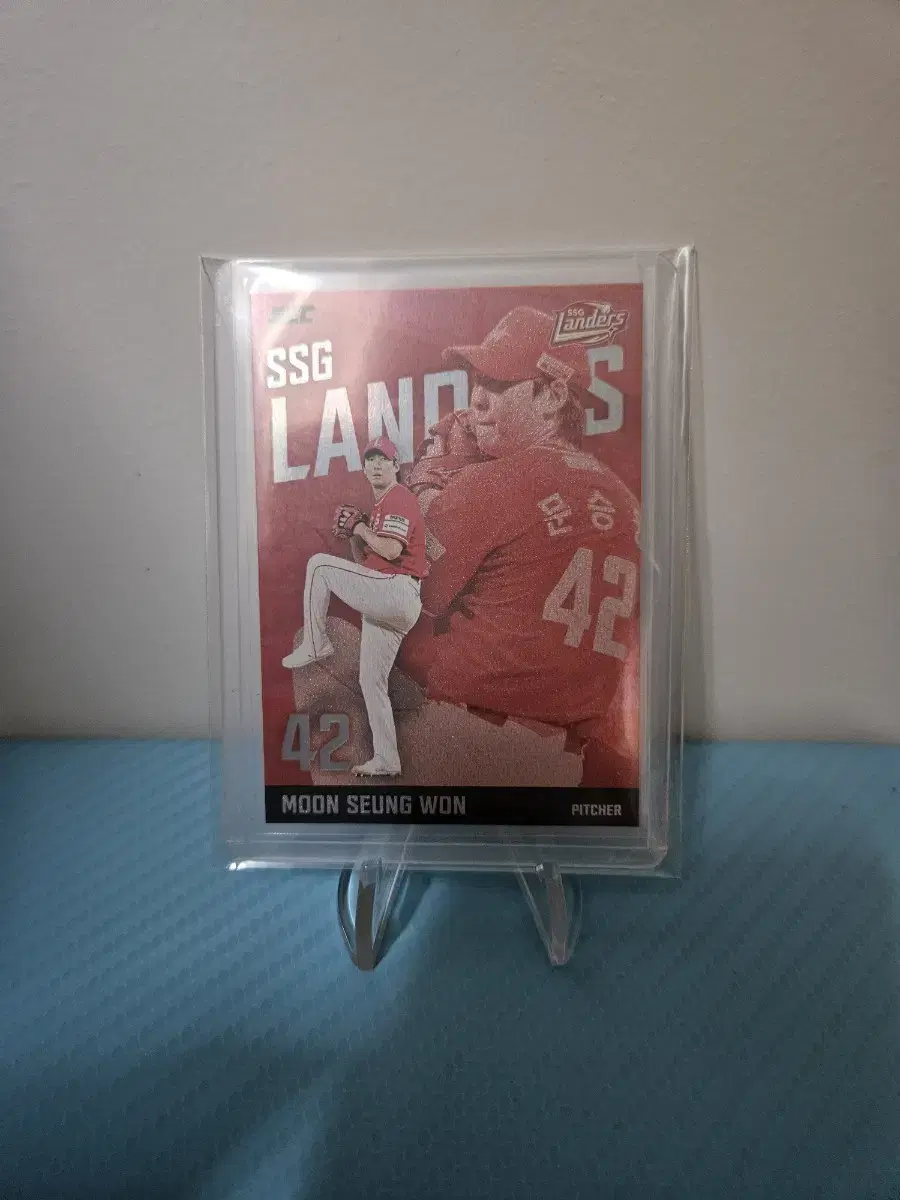 SSG
LAND S
SSG
Landers
문승
42
42
MOON SEUNG WON
PITCHER